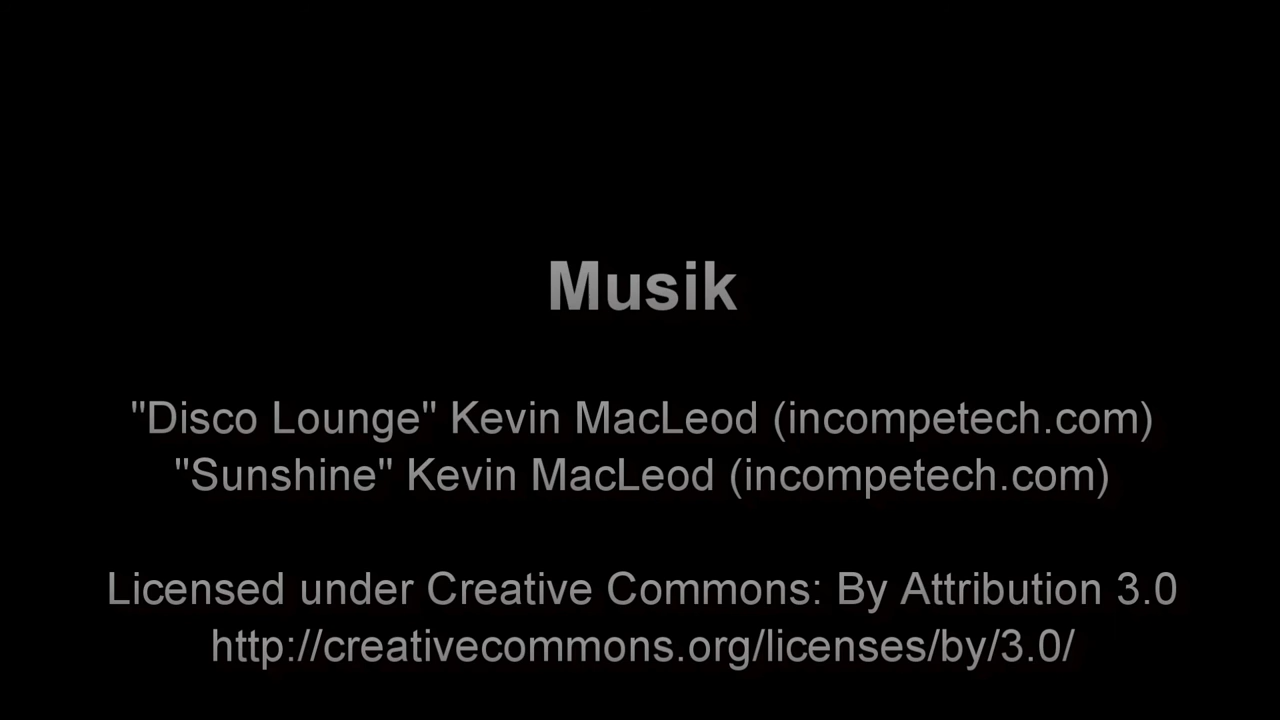 Musik
"Disco Lounge" Kevin MacLeod (incompetech.com)
"Sunshine" Kevin MacLeod (incompetech.com)
Licensed under Creative Commons: By Attribution 3.0
http://creativecommons.org/licenses/by/3.0/